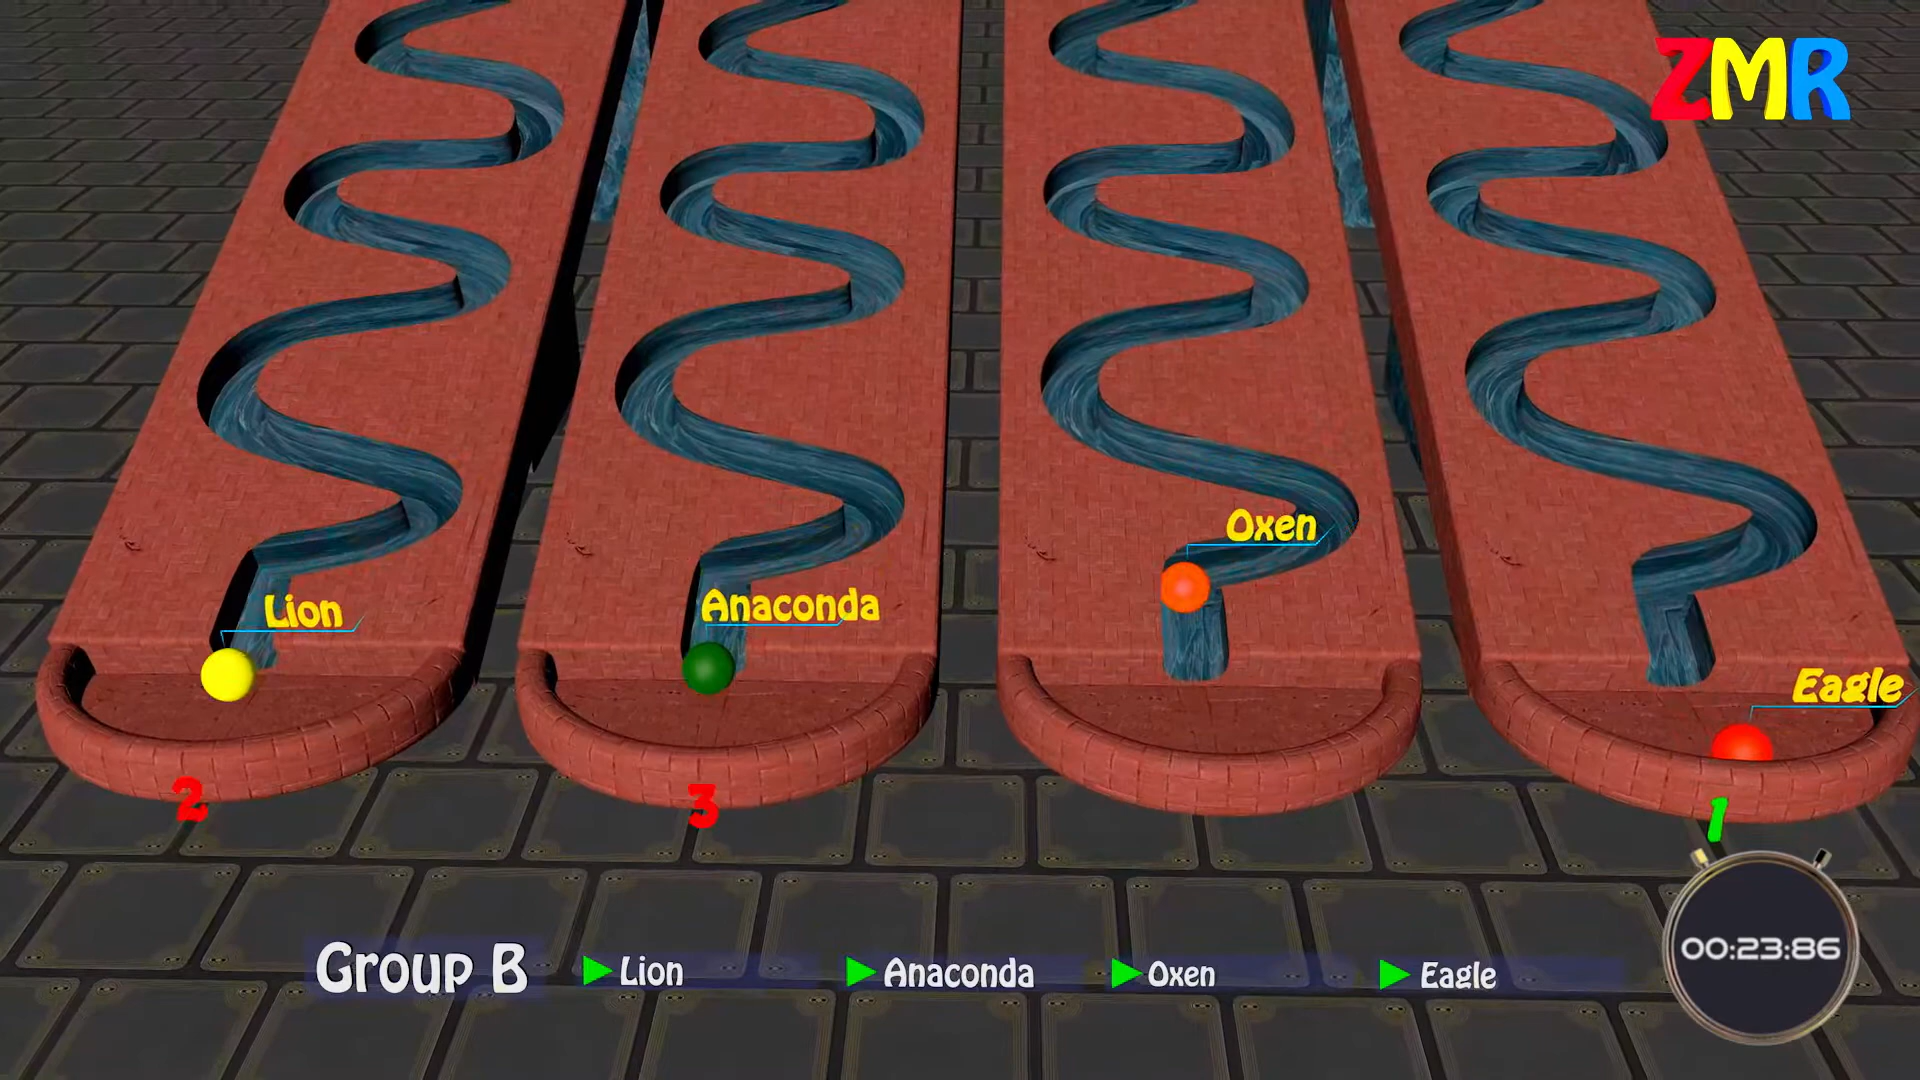 ZMR
Oxen
Lion
Anaconda
Eagle
2
3
1
00:23:86
Group B
Lion
Anaconda
Oxen
Eagle